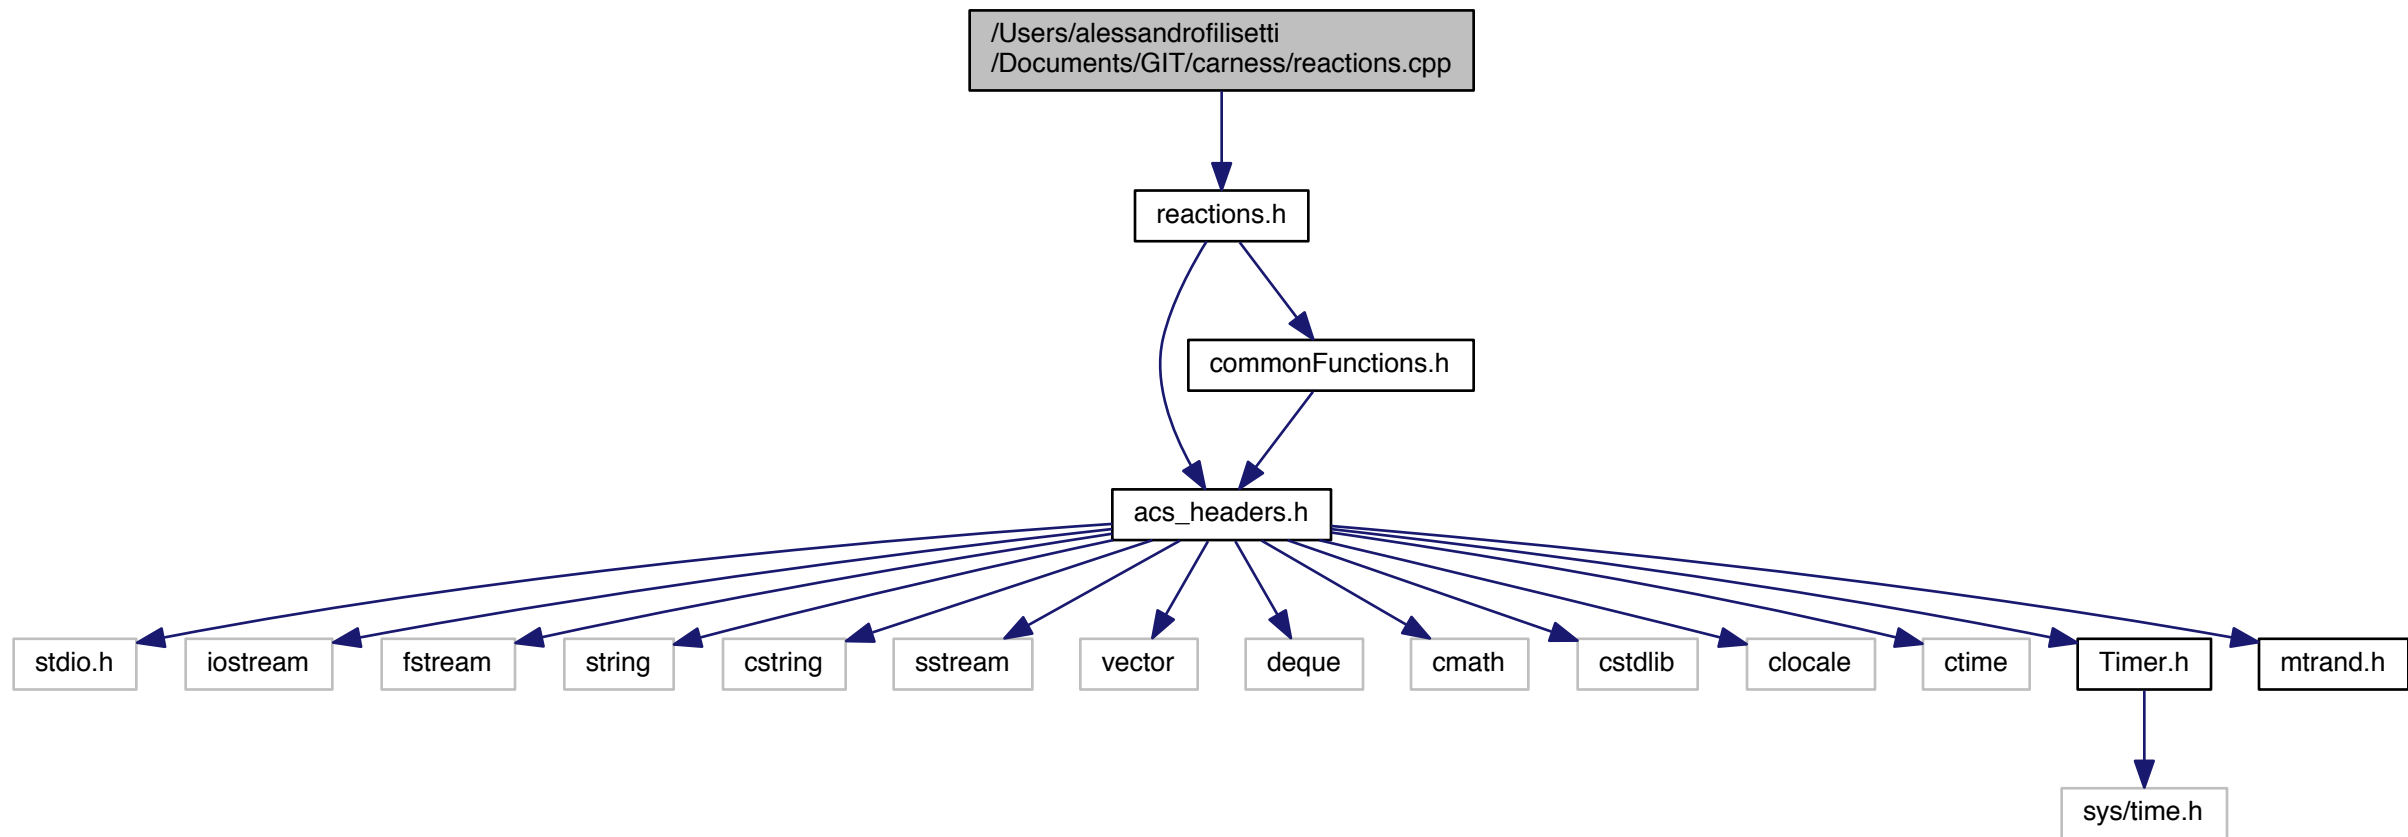 /Users/alessandrofilisetti
/Documents/GIT/carness/reactions.cpp
reactions.h
commonFunctions.h
acs_headers.h
stdio.h
iostream
fstream
string
cstring
sstream
vector
deque
cmath
cstdlib
clocale
ctime
Timer.h
mtrand.h
sys/time.h